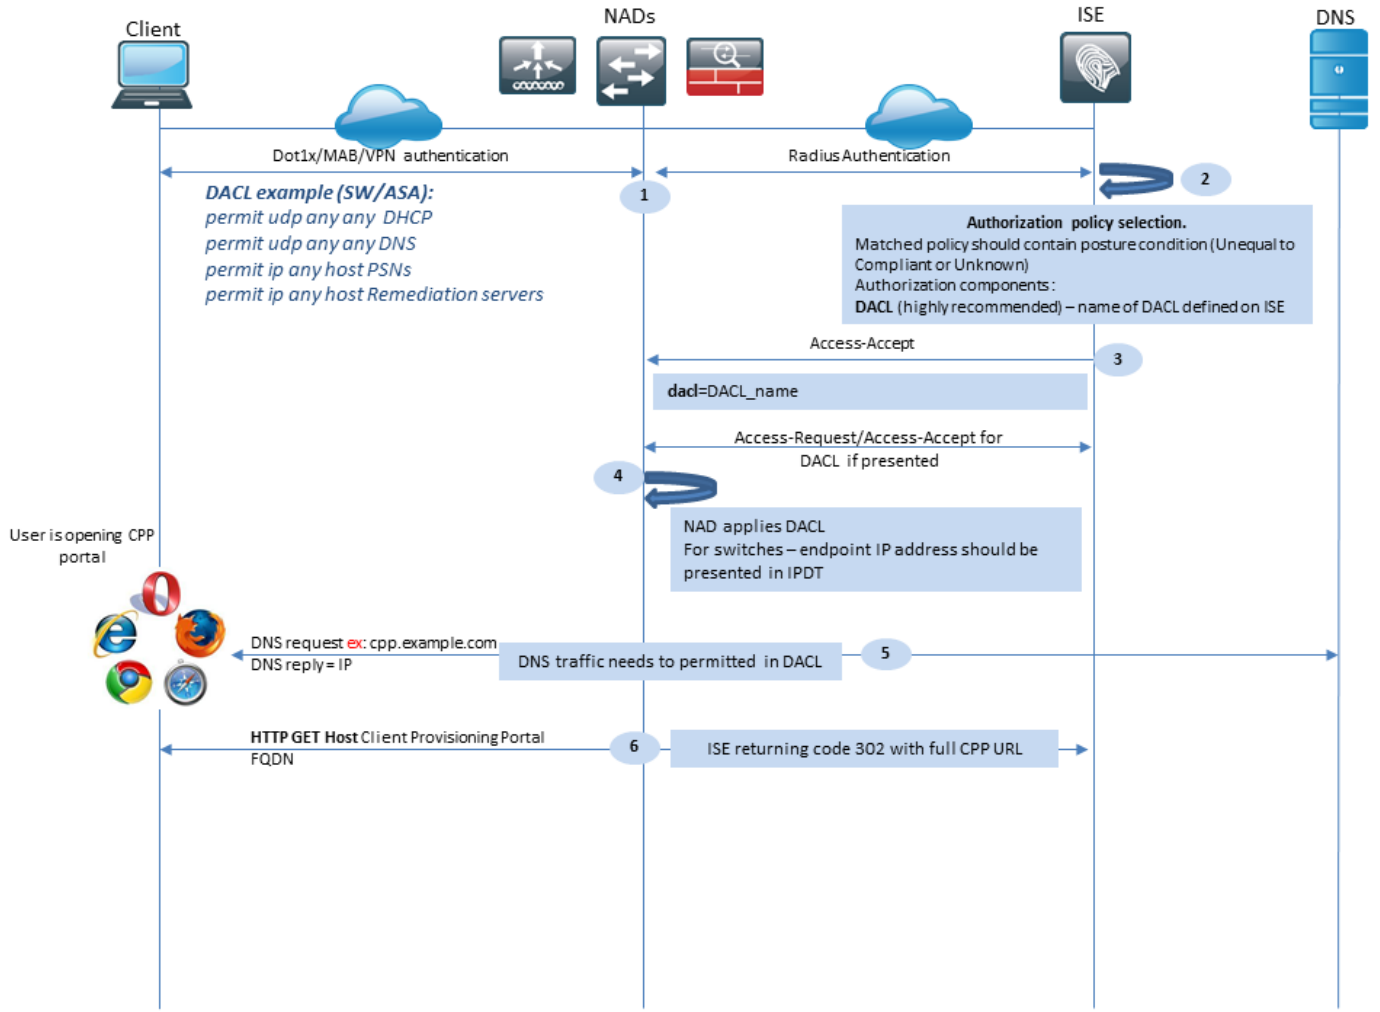 Client
NADs
ISE
DNS
Dot1x/MAB/VPN authentication
Radius Authentication
1
2
DACL example (SW/ASA):
permit udp any any DHCP
permit udp any any DNS
permit ip any host PSNs
permit ip any host Remediation servers
Authorization policy selection.
Matched policy should contain posture condition (Unequal to
Compliant or Unknown)
Authorization components:
DACL (highly recommended) – name of DACL defined on ISE
Access-Accept
3
dacl=DACL_name
Access-Request/Access-Accept for
DACL if presented
4
NAD applies DACL
For switches – endpoint IP address should be
presented in IPDT
User is opening CPP
portal
DNS request ex: cpp.example.com
DNS reply = IP
DNS traffic needs to permitted in DACL
5
HTTP GET Host Client Provisioning Portal
FQDN
6
ISE returning code 302 with full CPP URL